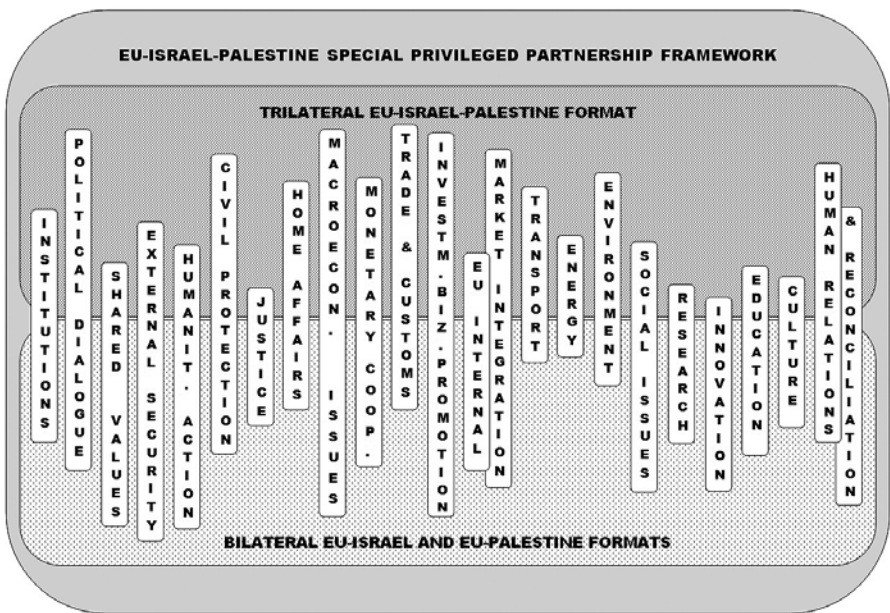 EU-ISRAEL-PALESTINE SPECIAL PRIVILEGED PARTNERSHIP FRAMEWORK
TRILATERAL EU-ISRAEL-PALESTINE FORMAT
INSTITUTIONS
POLITICAL DIALOGUE
SHARED VALUES
EXTERNAL SECURITY
HUMANIT. ACTION
CIVIL PROTECTION
JUSTICE
HOME AFFAIRS
MACROECON. ISSUES
MONETARY COOP.
TRADE & CUSTOMS
INVESTM.BIZ.PROMOTION
EU INTERNAL
MARKET INTEGRATION
TRANSPORT
ENERGY
ENVIRONMENT
SOCIAL ISSUES
RESEARCH
INNOVATION
EDUCATION
CULTURE
HUMAN RELATIONS
& RECONCILIATION
BILATERAL EU-ISRAEL AND EU-PALESTINE FORMATS